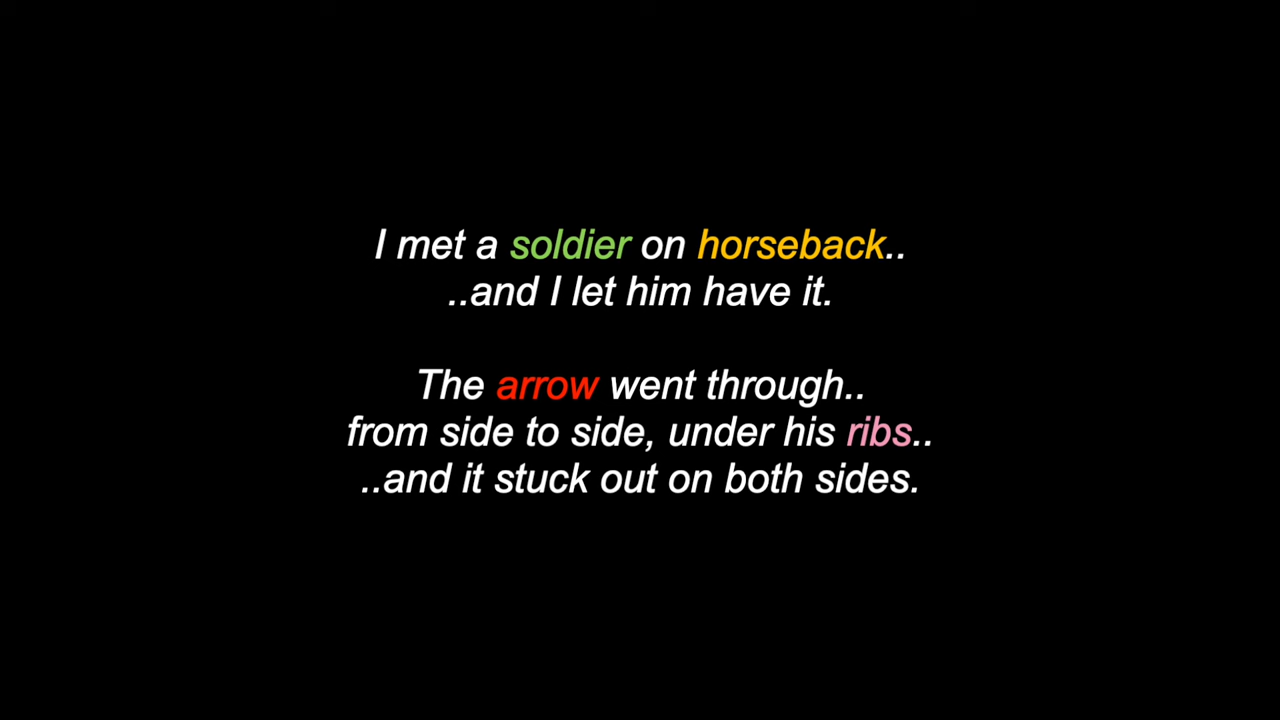 I met a soldier on horseback..
..and I let him have it.
The arrow went through..
from side to side, under his ribs..
..and it stuck out on both sides.